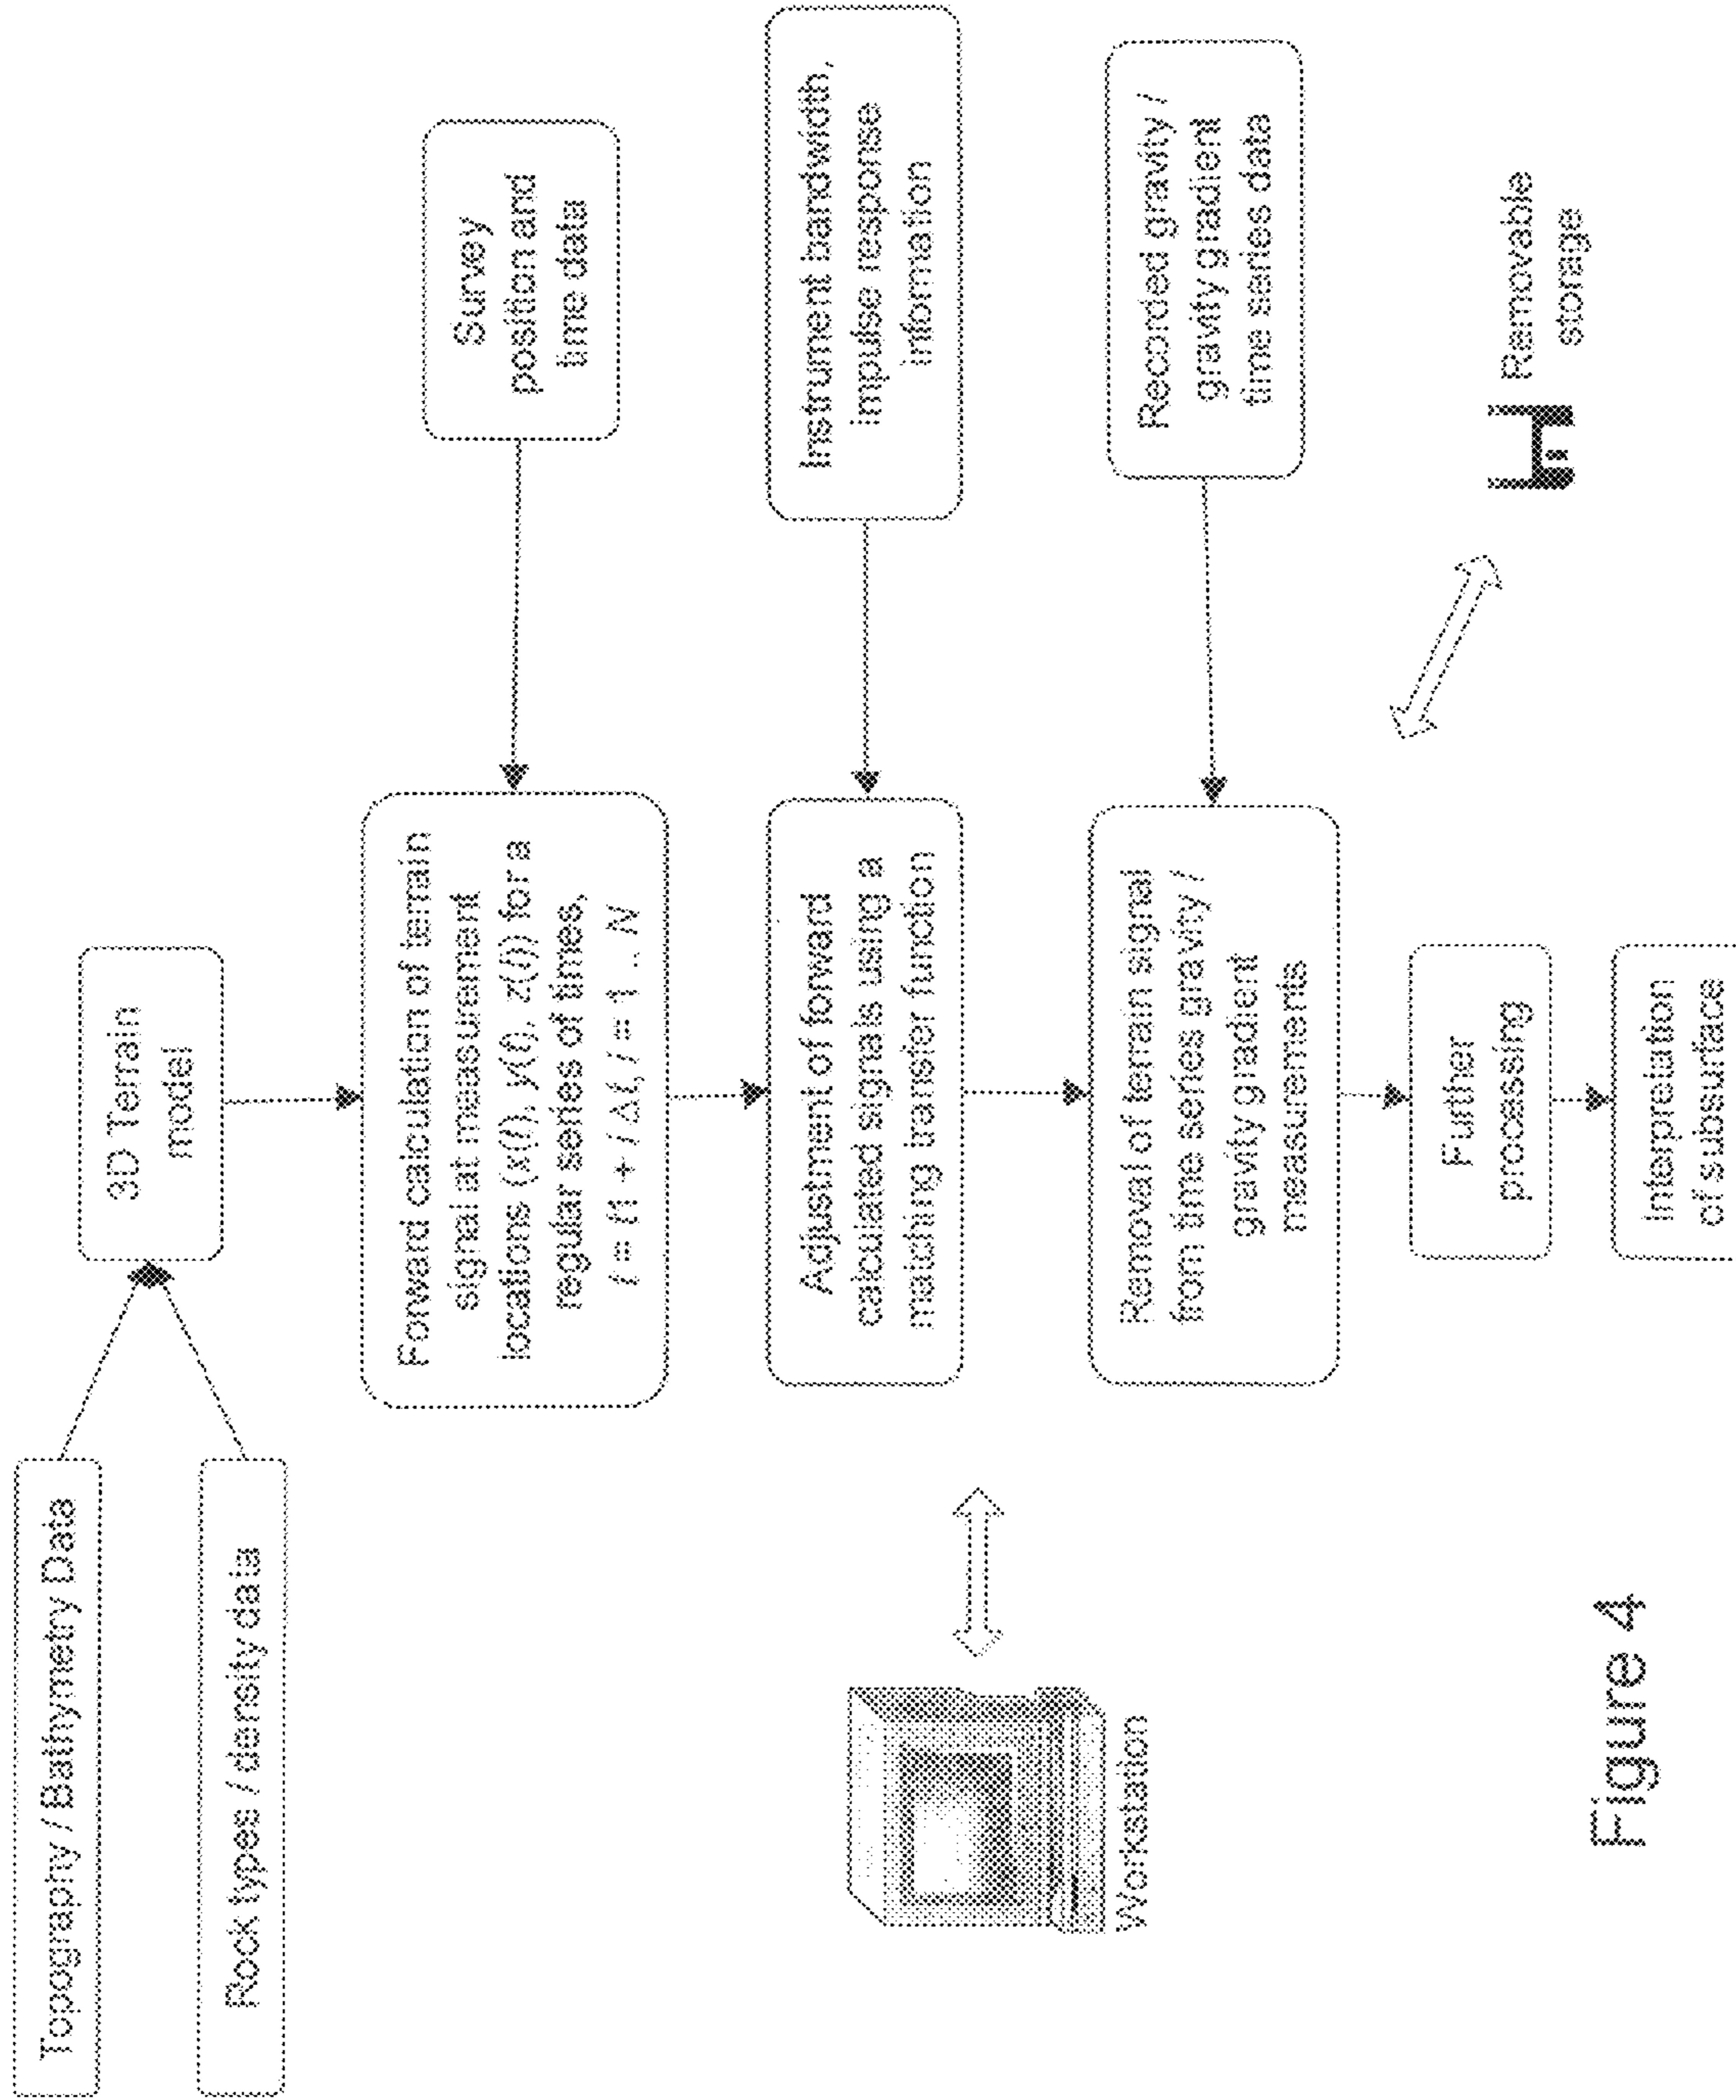 Topography / Bathymetry Data
Rock types / density data
3D Terrain
model
Forward calculation of terrain
signal at measurement
locations (x(t), y(t), z(t)) for a
regular series of times,
Survey
position and
time data
Adjustment of forward
calculated signals using a
matching transfer function
Instrument bandwidth,
impulse response
information
Removal of terrain signal
from time series gravity /
gravity gradient
measurements
Recorded gravity /
gravity gradient
time series data
Further
processing
Interpretation
of subsurface
Workstation
Removable
storage
Figure 4